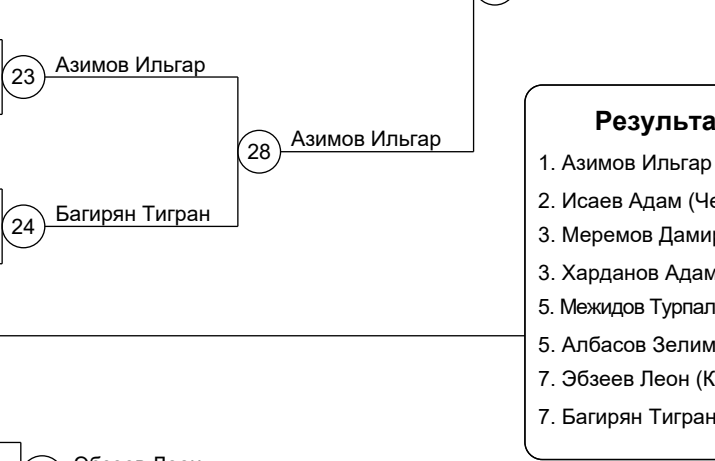 23 Азимов Ильгар
28 Азимов Ильгар
24 Багирян Тигран
Результа
1. Азимов Ильгар
2. Исаев Адам (Че
3. Меремов Дамир
3. Харданов Адам
5. Межидов Турпал
5. Албасов Зелим
7. Эбзеев Леон (К
7. Багирян Тигран